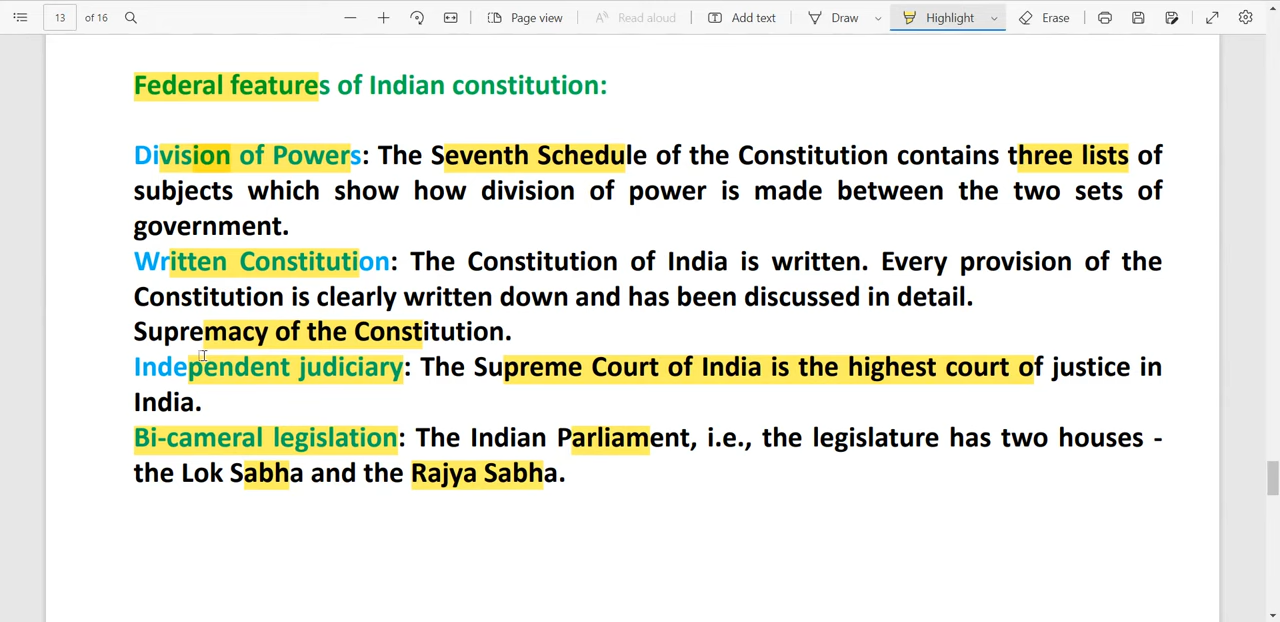 13 of 16 Page view Read aloud Add text Draw Highlight Erase
Federal features of Indian constitution:
Division of Powers: The Seventh Schedule of the Constitution contains three lists of
subjects which show how division of power is made between the two sets of
government.
Written Constitution: The Constitution of India is written. Every provision of the
Constitution is clearly written down and has been discussed in detail.
Supremacy of the Constitution.
Independent judiciary: The Supreme Court of India is the highest court of justice in
India.
Bi-cameral legislation: The Indian Parliament, i.e., the legislature has two houses -
the Lok Sabha and the Rajya Sabha.